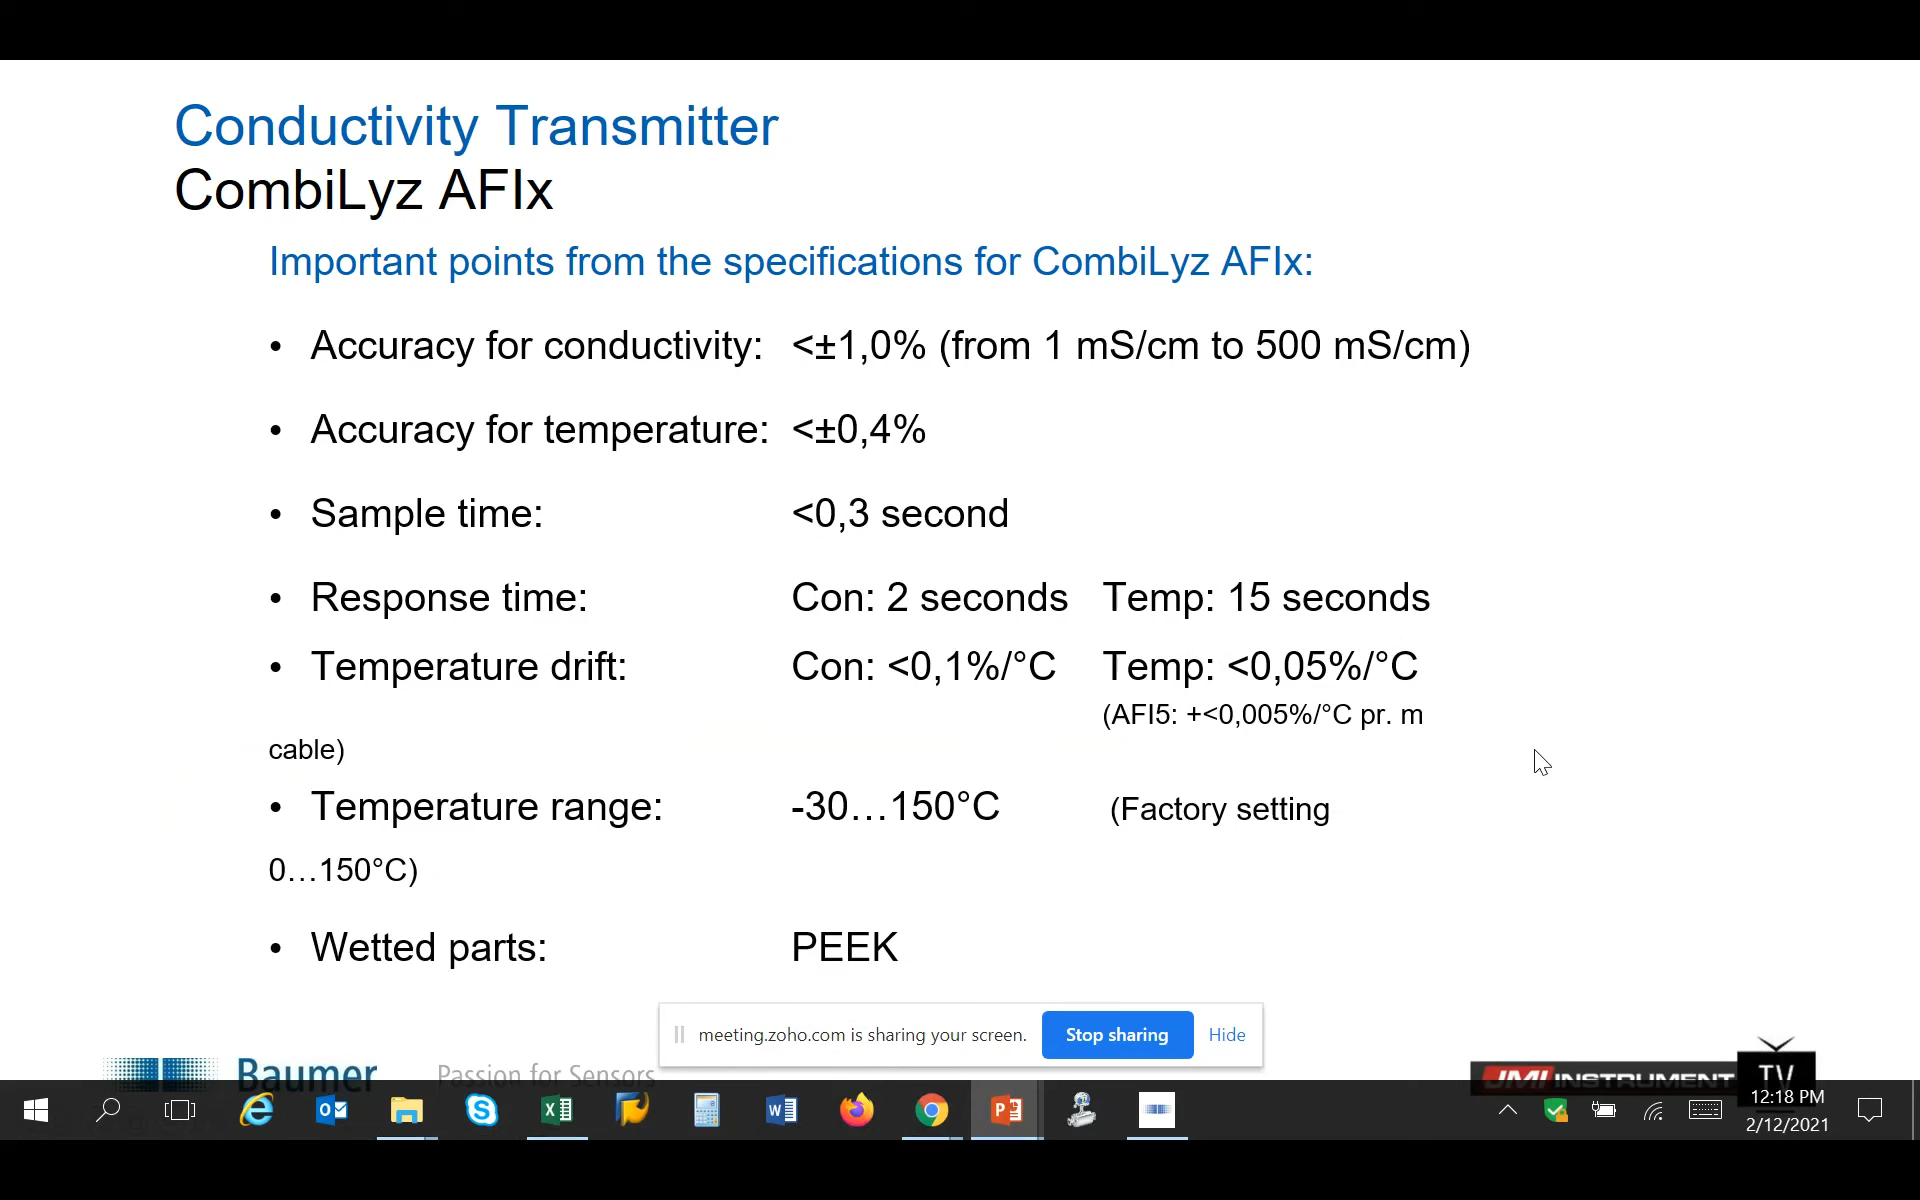 Conductivity Transmitter
CombiLyz AFIx
Important points from the specifications for CombiLyz AFIx:
• Accuracy for conductivity: <±1,0% (from 1 mS/cm to 500 mS/cm)
• Accuracy for temperature: <±0,4%
• Sample time: <0,3 second
• Response time: Con: 2 seconds Temp: 15 seconds
• Temperature drift: Con: <0,1%/°C Temp: <0,05%/°C
(AFI5: +<0,005%/°C pr. m
cable)
• Temperature range: -30…150°C (Factory setting
0…150°C)
• Wetted parts: PEEK
meeting.zoho.com is sharing your screen. Stop sharing Hide
Baumer Passion for Sensors
JMI INSTRUMENT TV
12:18 PM
2/12/2021